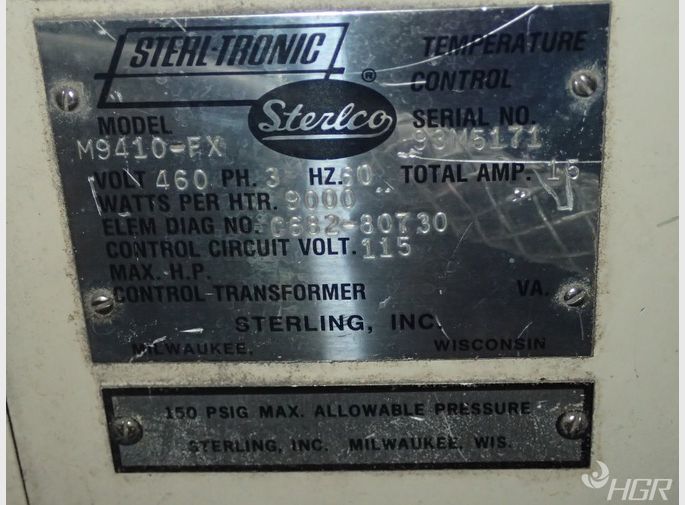 STERL-TRONIC
TEMPERATURE
CONTROL
Sterlco ®
MODEL
SERIAL NO.
M9410-FX
93M5171
VOLT 460 PH. 3 HZ. 60 TOTAL AMP. 15
WATTS PER HTR. 9000
ELEM DIAG NO. C682-80730
CONTROL CIRCUIT VOLT. 115
MAX. H.P.
CONTROL TRANSFORMER VA.
STERLING, INC.
MILWAUKEE, WISCONSIN
150 PSIG MAX. ALLOWABLE PRESSURE
STERLING, INC. MILWAUKEE, WIS.
HGR